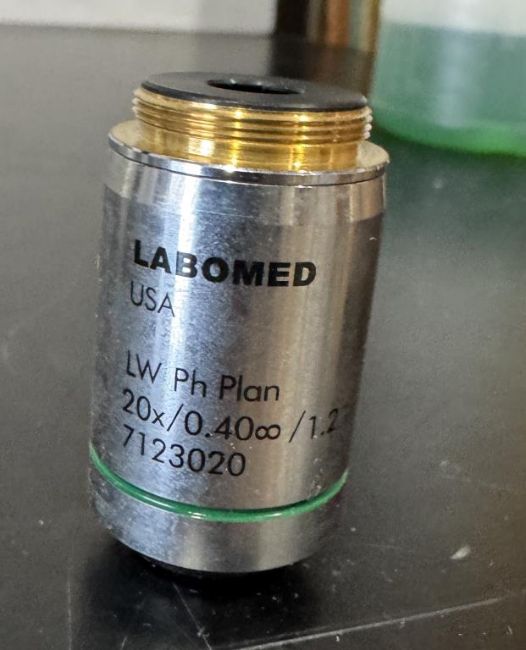 LABOMED
USA
LW Ph Plan
20x/0.40∞ /1.2
7123020